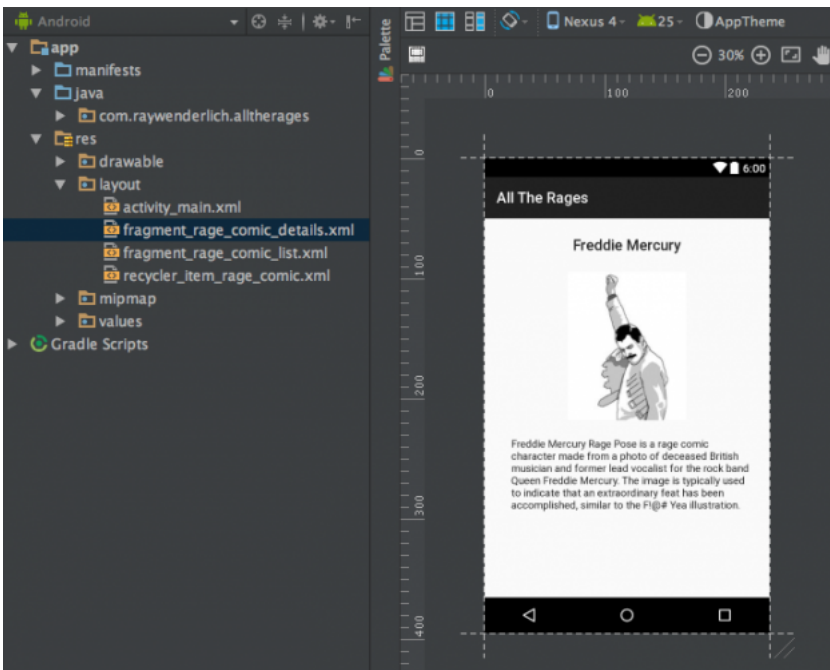 Android
app
manifests
java
com.raywenderlich.alltherages
res
drawable
layout
activity_main.xml
fragment_rage_comic_details.xml
fragment_rage_comic_list.xml
recycler_item_rage_comic.xml
mipmap
values
Gradle Scripts
Palette
Nexus 4 25 AppTheme
30%
0 100 200
0
100
200
300
400
6:00
All The Rages
Freddie Mercury
Freddie Mercury Rage Pose is a rage comic
character made from a photo of deceased British
musician and former lead vocalist for the rock band
Queen Freddie Mercury. The image is typically used
to indicate that an extraordinary feat has been
accomplished, similar to the F!@# Yea illustration.